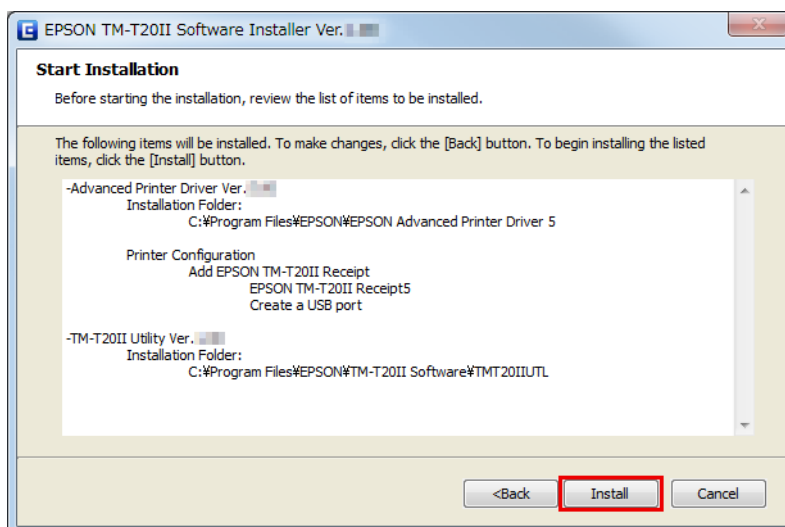 EPSON TM-T20II Software Installer Ver.
Start Installation
Before starting the installation, review the list of items to be installed.
The following items will be installed. To make changes, click the [Back] button. To begin installing the listed
items, click the [Install] button.
-Advanced Printer Driver Ver.
Installation Folder:
C:¥Program Files¥EPSON¥EPSON Advanced Printer Driver 5
Printer Configuration
Add EPSON TM-T20II Receipt
EPSON TM-T20II Receipt5
Create a USB port
-TM-T20II Utility Ver.
Installation Folder:
C:¥Program Files¥EPSON¥TM-T20II Software¥TMT20IIUTL
<Back Install Cancel